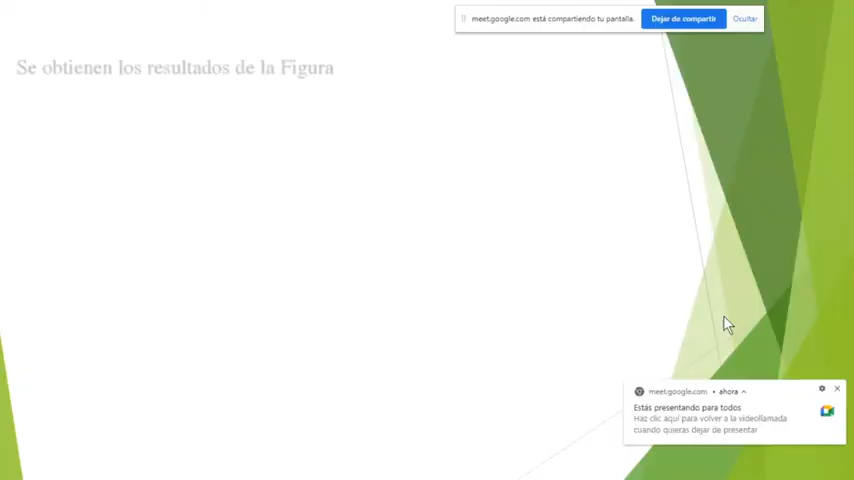 meet.google.com está compartiendo tu pantalla.
Dejar de compartir
Ocultar
Se obtienen los resultados de la Figura
meet.google.com • ahora
Estás presentando para todos
Haz clic aquí para volver a la videollamada
cuando quieras dejar de presentar